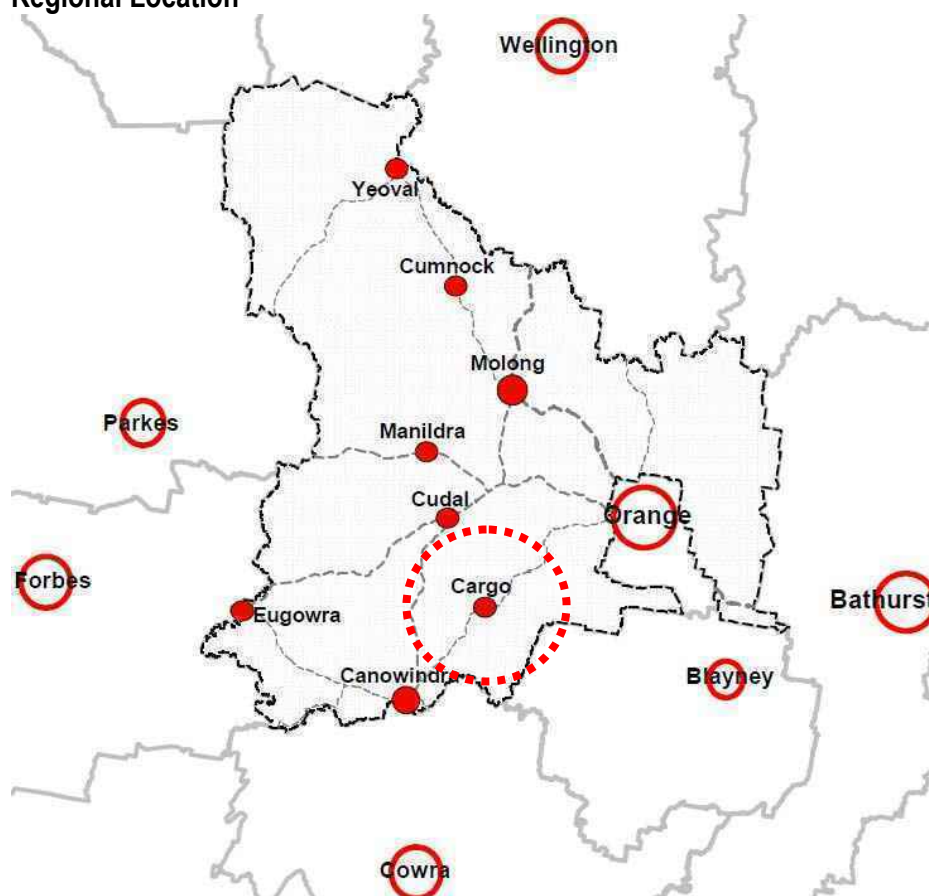 Regional Location
Wellington
Yeoval
Cumnock
Molong
Parkes
Manildra
Cudal
Orange
Forbes
Cargo
Eugowra
Bathurst
Canowindra
Blayney
Cowra